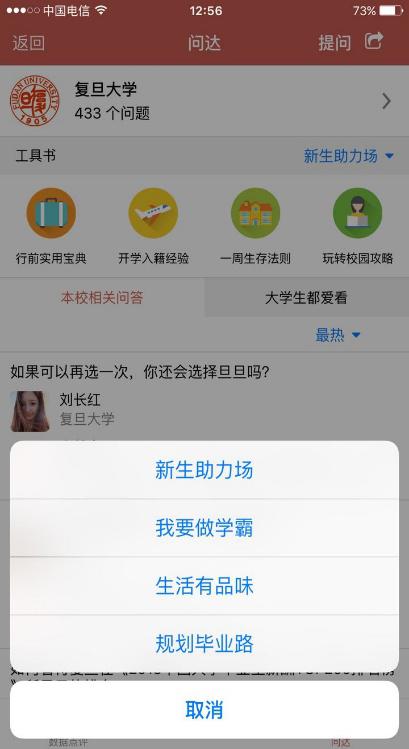 中国电信 12:56 73%
返回 问达 提问
复旦大学
433 个问题
工具书 新生助力场
行前实用宝典 开学入籍经验 一周生存法则 玩转校园攻略
本校相关问答 大学生都爱看
最热
如果可以再选一次，你还会选择旦旦吗?
刘长红
复旦大学
新生助力场
我要做学霸
生活有品味
规划毕业路
取消
数据点评 问达